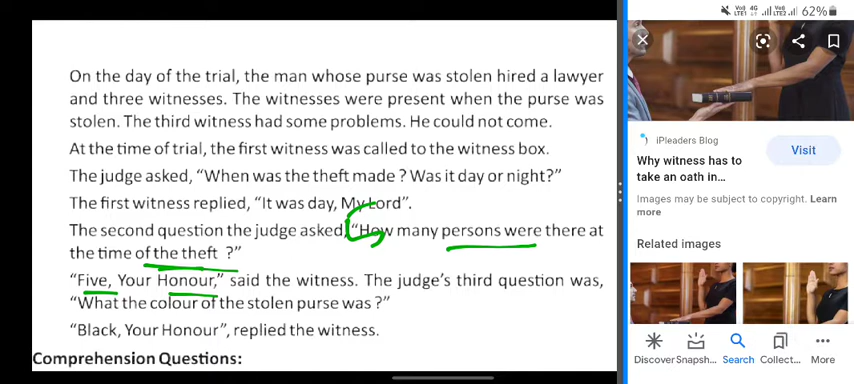 On the day of the trial, the man whose purse was stolen hired a lawyer
and three witnesses. The witnesses were present when the purse was
stolen. The third witness had some problems. He could not come.
At the time of trial, the first witness was called to the witness box.
The judge asked, “When was the theft made ? Was it day or night?”
The first witness replied, “It was day, My Lord”.
The second question the judge asked, “How many persons were there at
the time of the theft ?”
“Five, Your Honour,” said the witness. The judge’s third question was,
“What the colour of the stolen purse was ?”
“Black, Your Honour”, replied the witness.
Comprehension Questions:
Vo)) LTE1 4G Vo)) LTE2 62%
iPleaders Blog
Why witness has to
take an oath in...
Visit
Images may be subject to copyright. Learn
more
Related images
Discover Snapsh... Search Collect... More